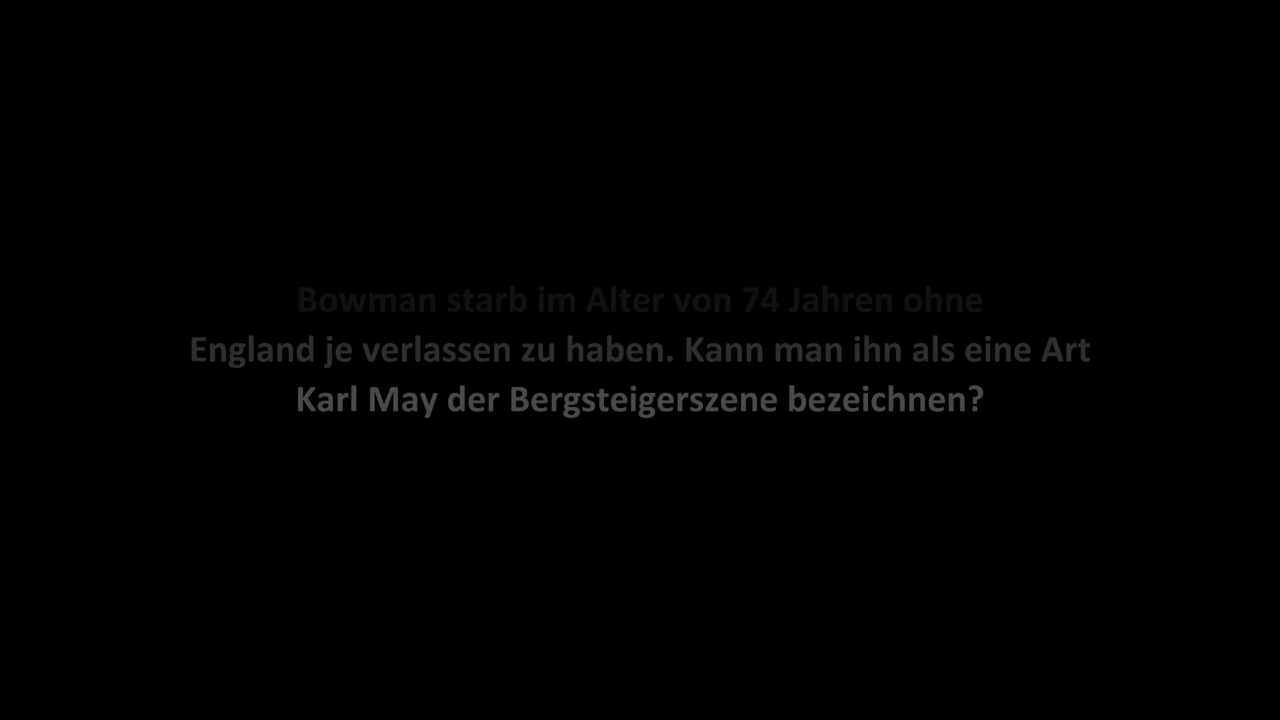 Bowman starb im Alter von 74 Jahren ohne
England je verlassen zu haben. Kann man ihn als eine Art
Karl May der Bergsteigerszene bezeichnen?